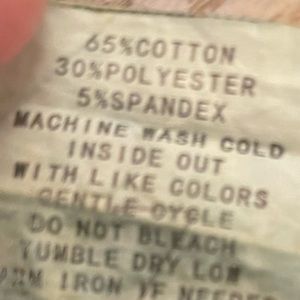 65%COTTON
30%POLYESTER
5%SPANDEX
MACHINE WASH COLD
INSIDE OUT
WITH LIKE COLORS
GENTLE CYCLE
DO NOT BLEACH
TUMBLE DRY LOW
IRON IF